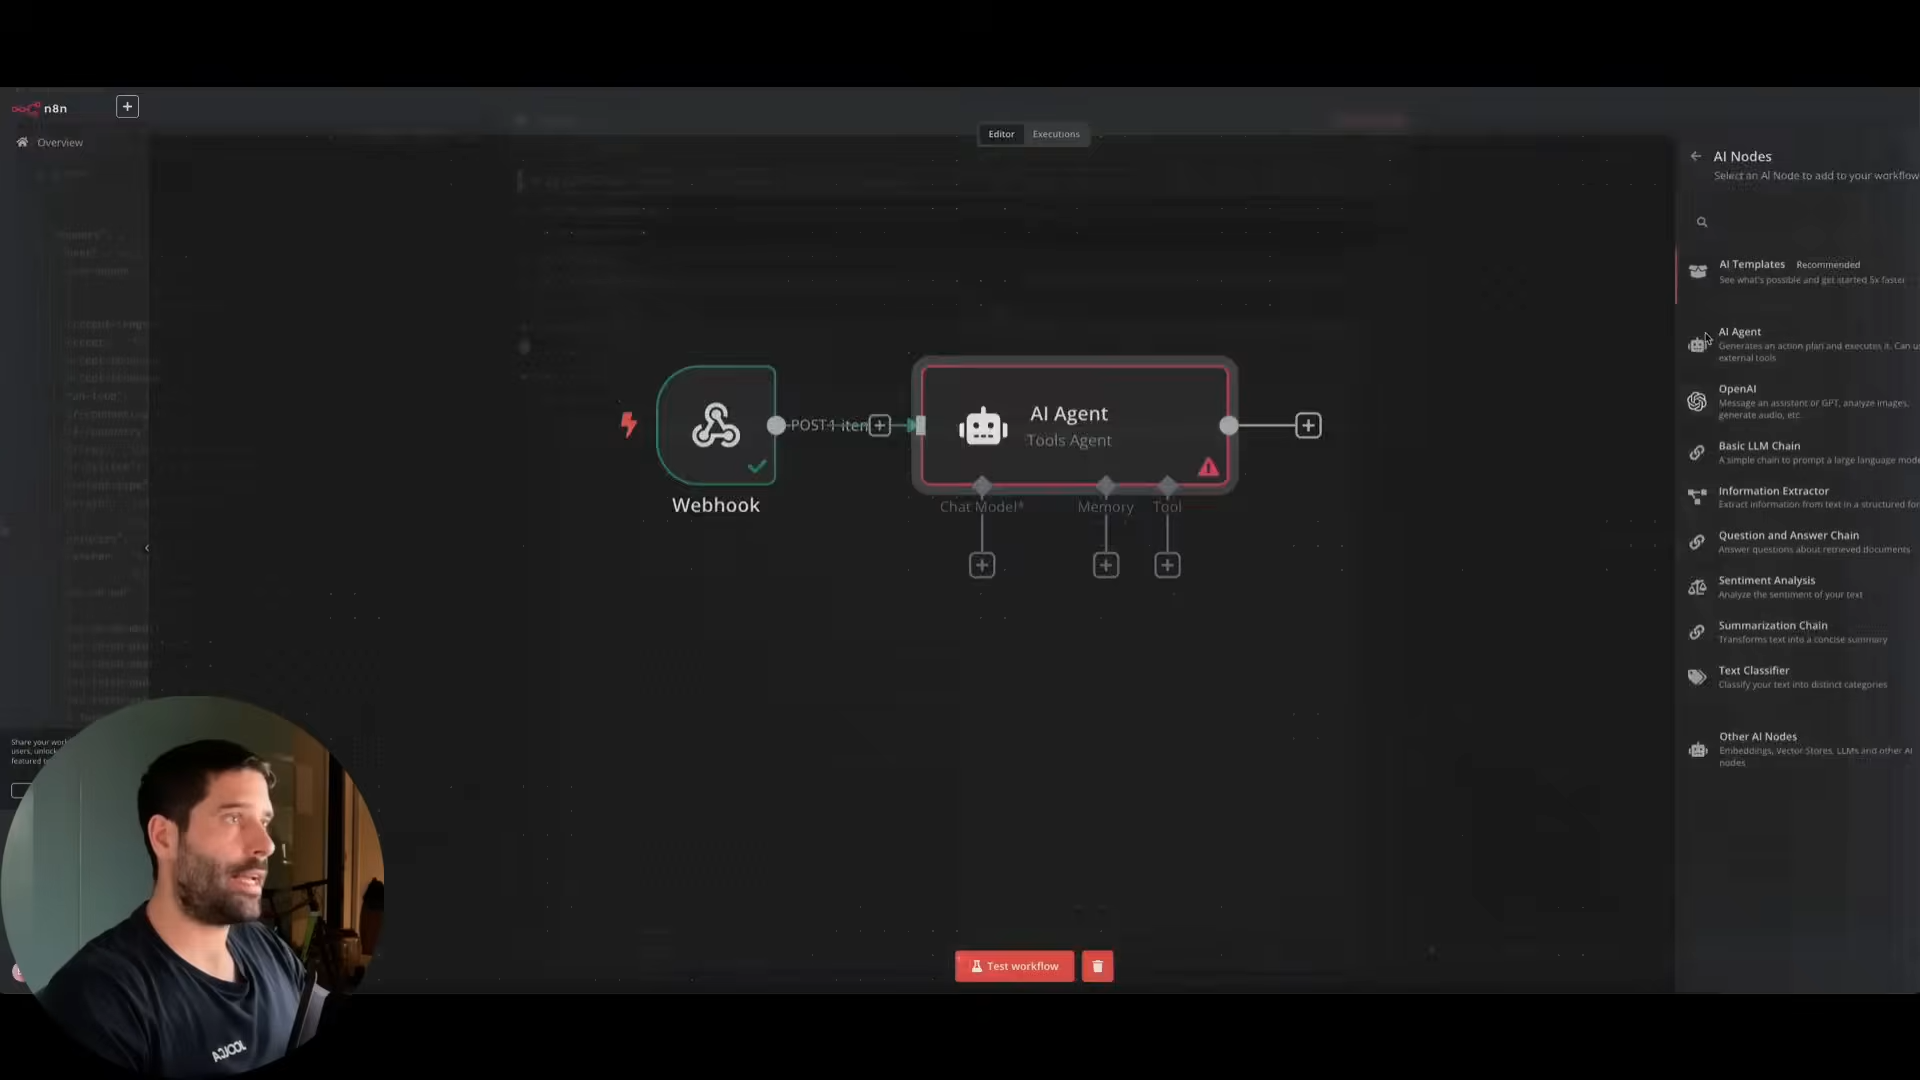 n8n
Overview
Editor
Executions
AI Nodes
Select an AI Node to add to your workflow
AI Templates Recommended
See what's possible and get started 5x faster
AI Agent
Generates an action plan and executes it. Can
external tools
OpenAI
Message an assistant or GPT, analyze images,
generate audio, etc.
Basic LLM Chain
A simple chain to prompt a large language
Information Extractor
Extract information from text in a structured
Question and Answer Chain
Answer questions about retrieved documents
Sentiment Analysis
Analyze the sentiment of your text
Summarization Chain
Transforms text into a concise summary
Text Classifier
Classify your text into distinct categories
Other AI Nodes
Embeddings, Vector Stores, LLMs and other AI
nodes
POST
AI Agent
Tools Agent
Chat Model*
Memory
Tool
Webhook
Share your
users,
featured
Test workflow